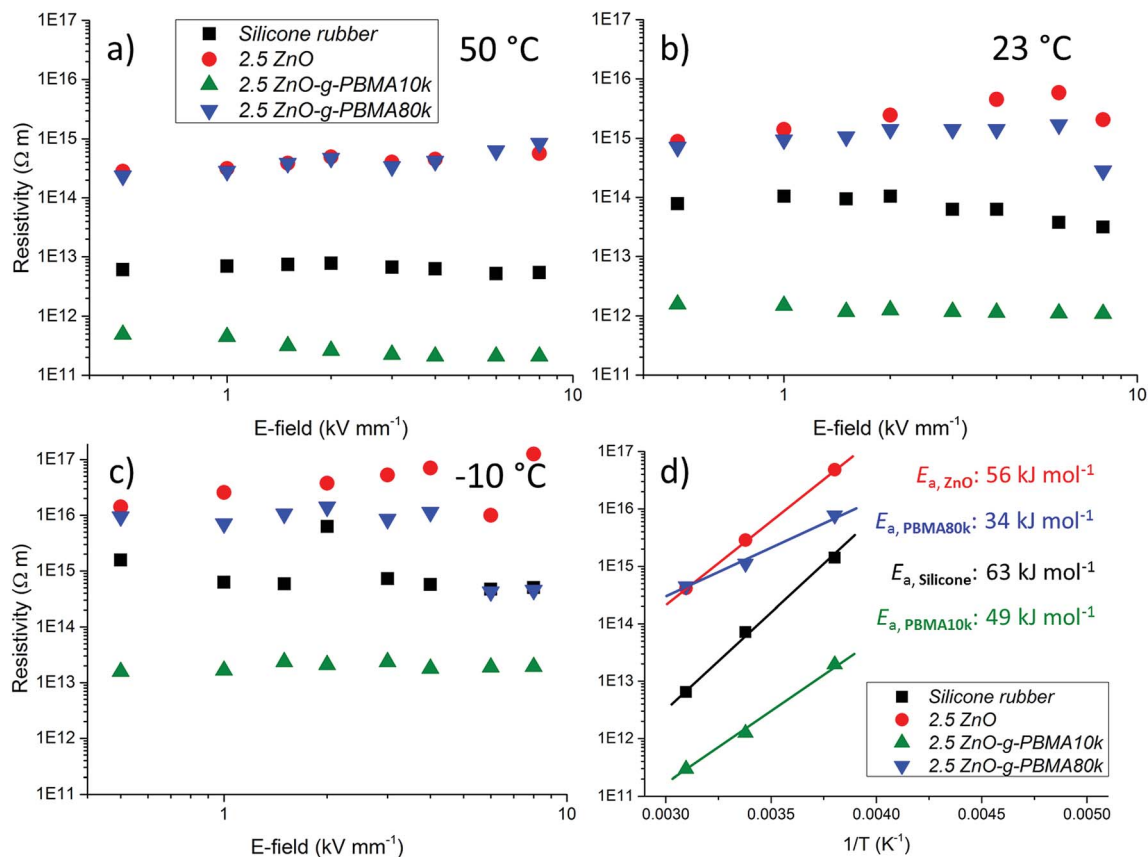 a)
50 °C
Silicone rubber
2.5 ZnO
2.5 ZnO-g-PBMA10k
2.5 ZnO-g-PBMA80k
1E17
1E16
1E15
1E14
1E13
1E12
1E11
Resistivity (Ω m)
1
10
E-field (kV mm⁻¹)
b)
23 °C
1E17
1E16
1E15
1E14
1E13
1E12
1E11
1
10
E-field (kV mm⁻¹)
c)
-10 °C
1E17
1E16
1E15
1E14
1E13
1E12
1E11
Resistivity (Ω m)
1
10
E-field (kV mm⁻¹)
d)
Eₐ, ZnO: 56 kJ mol⁻¹
Eₐ, PBMA80k: 34 kJ mol⁻¹
Eₐ, Silicone: 63 kJ mol⁻¹
Eₐ, PBMA10k: 49 kJ mol⁻¹
1E17
1E16
1E15
1E14
1E13
1E12
1E11
Silicone rubber
2.5 ZnO
2.5 ZnO-g-PBMA10k
2.5 ZnO-g-PBMA80k
0.0030
0.0035
0.0040
0.0045
0.0050
1/T (K⁻¹)